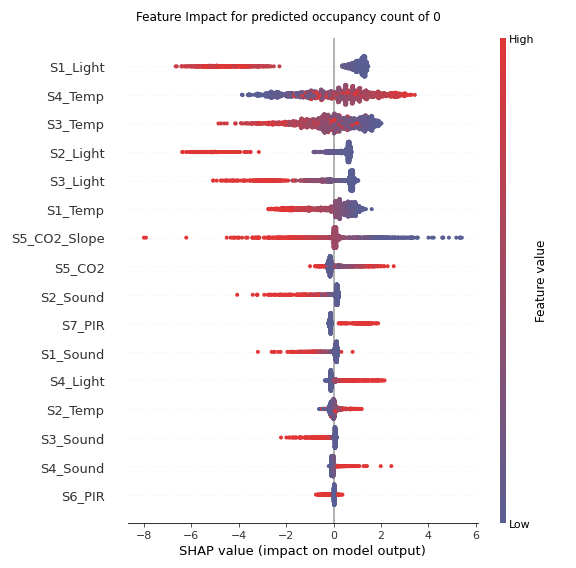 Feature Impact for predicted occupancy count of 0
High
S1_Light
S4_Temp
S3_Temp
S2_Light
S3_Light
S1_Temp
S5_CO2_Slope
S5_CO2
S2_Sound
S7_PIR
S1_Sound
S4_Light
S2_Temp
S3_Sound
S4_Sound
S6_PIR
Feature value
Low
−8 −6 −4 −2 0 2 4 6
SHAP value (impact on model output)